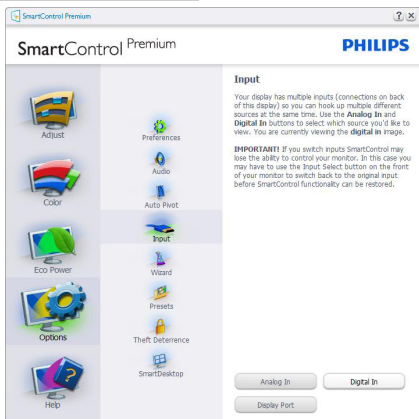 SmartControl Premium
? X
SmartControl Premium
PHILIPS
Adjust
Color
Eco Power
Options
Help
Preferences
Audio
Auto Pivot
Input
Wizard
Presets
Theft Deterrence
SmartDesktop
Input
Your display has multiple inputs (connections on back
of this display) so you can hook up multiple different
sources at the same time. Use the Analog In and
Digital In buttons to select which source you'd like to
view. You are currently viewing the digital in image.
IMPORTANT! If you switch inputs SmartControl may
lose the ability to control your monitor. In this case you
may have to use the Input Select button on the front
of your monitor to switch back to the original input
before SmartControl functionality can be restored.
Analog In
Digital In
Display Port